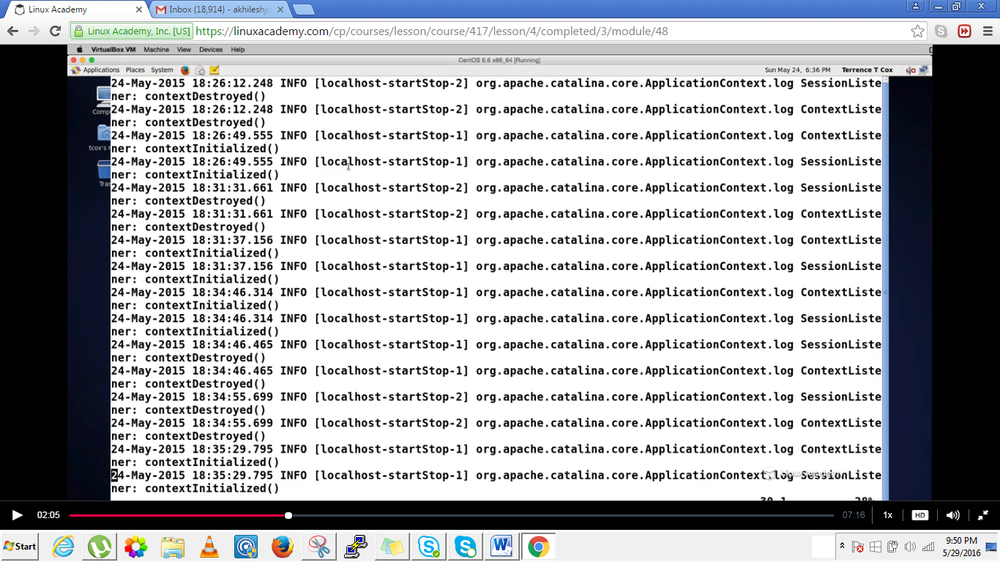 Linux Academy
Inbox (18,914) - akhileshjo
Linux Academy, Inc. [US]
https://linuxacademy.com/cp/courses/lesson/course/417/lesson/4/completed/3/module/48
VirtualBox VM Machine View Devices Help
CentOS 6.6 x86_64 [Running]
Applications Places System
Sun May 24, 6:36 PM Terrence T Cox
24-May-2015 18:26:12.248 INFO [localhost-startStop-2] org.apache.catalina.core.ApplicationContext.log SessionListe
ner: contextDestroyed()
24-May-2015 18:26:12.248 INFO [localhost-startStop-2] org.apache.catalina.core.ApplicationContext.log ContextListe
ner: contextDestroyed()
24-May-2015 18:26:49.555 INFO [localhost-startStop-1] org.apache.catalina.core.ApplicationContext.log ContextListe
ner: contextInitialized()
24-May-2015 18:26:49.555 INFO [localhost-startStop-1] org.apache.catalina.core.ApplicationContext.log SessionListe
ner: contextInitialized()
24-May-2015 18:31:31.661 INFO [localhost-startStop-2] org.apache.catalina.core.ApplicationContext.log SessionListe
ner: contextDestroyed()
24-May-2015 18:31:31.661 INFO [localhost-startStop-2] org.apache.catalina.core.ApplicationContext.log ContextListe
ner: contextDestroyed()
24-May-2015 18:31:37.156 INFO [localhost-startStop-1] org.apache.catalina.core.ApplicationContext.log ContextListe
ner: contextInitialized()
24-May-2015 18:31:37.156 INFO [localhost-startStop-1] org.apache.catalina.core.ApplicationContext.log SessionListe
ner: contextInitialized()
24-May-2015 18:34:46.314 INFO [localhost-startStop-1] org.apache.catalina.core.ApplicationContext.log ContextListe
ner: contextInitialized()
24-May-2015 18:34:46.314 INFO [localhost-startStop-1] org.apache.catalina.core.ApplicationContext.log SessionListe
ner: contextInitialized()
24-May-2015 18:34:46.465 INFO [localhost-startStop-1] org.apache.catalina.core.ApplicationContext.log SessionListe
ner: contextDestroyed()
24-May-2015 18:34:46.465 INFO [localhost-startStop-1] org.apache.catalina.core.ApplicationContext.log ContextListe
ner: contextDestroyed()
24-May-2015 18:34:55.699 INFO [localhost-startStop-2] org.apache.catalina.core.ApplicationContext.log SessionListe
ner: contextDestroyed()
24-May-2015 18:34:55.699 INFO [localhost-startStop-2] org.apache.catalina.core.ApplicationContext.log ContextListe
ner: contextDestroyed()
24-May-2015 18:35:29.795 INFO [localhost-startStop-1] org.apache.catalina.core.ApplicationContext.log ContextListe
ner: contextInitialized()
24-May-2015 18:35:29.795 INFO [localhost-startStop-1] org.apache.catalina.core.ApplicationContext.log SessionListe
ner: contextInitialized()
Comp
tcox's
Tras
02:05
07:16
1x
HD
Start
9:50 PM
5/29/2016